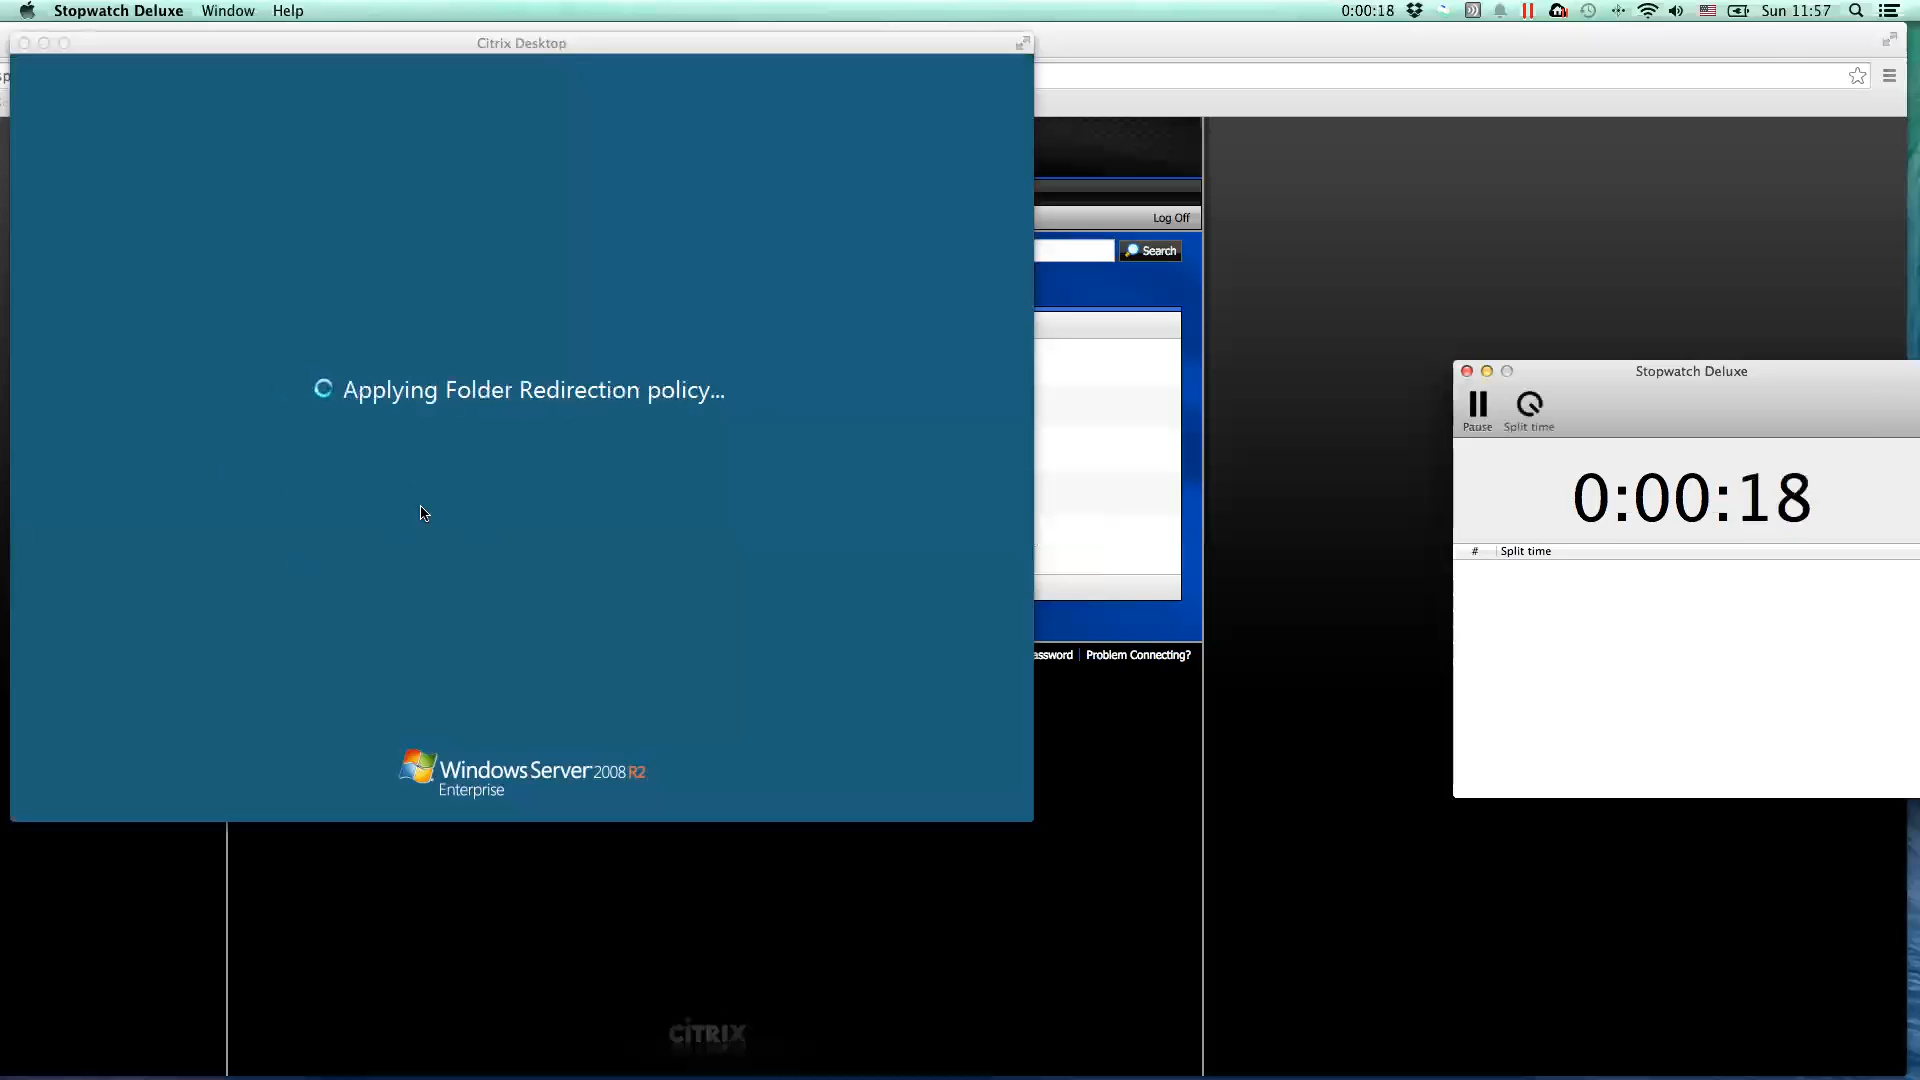 Stopwatch Deluxe Window Help 0:00:18 Sun 11:57
Citrix Desktop
Log Off
Search
Applying Folder Redirection policy...
Stopwatch Deluxe
Pause Split time
0:00:18
# Split time
assword Problem Connecting?
Windows Server 2008 R2
Enterprise
CITRIX